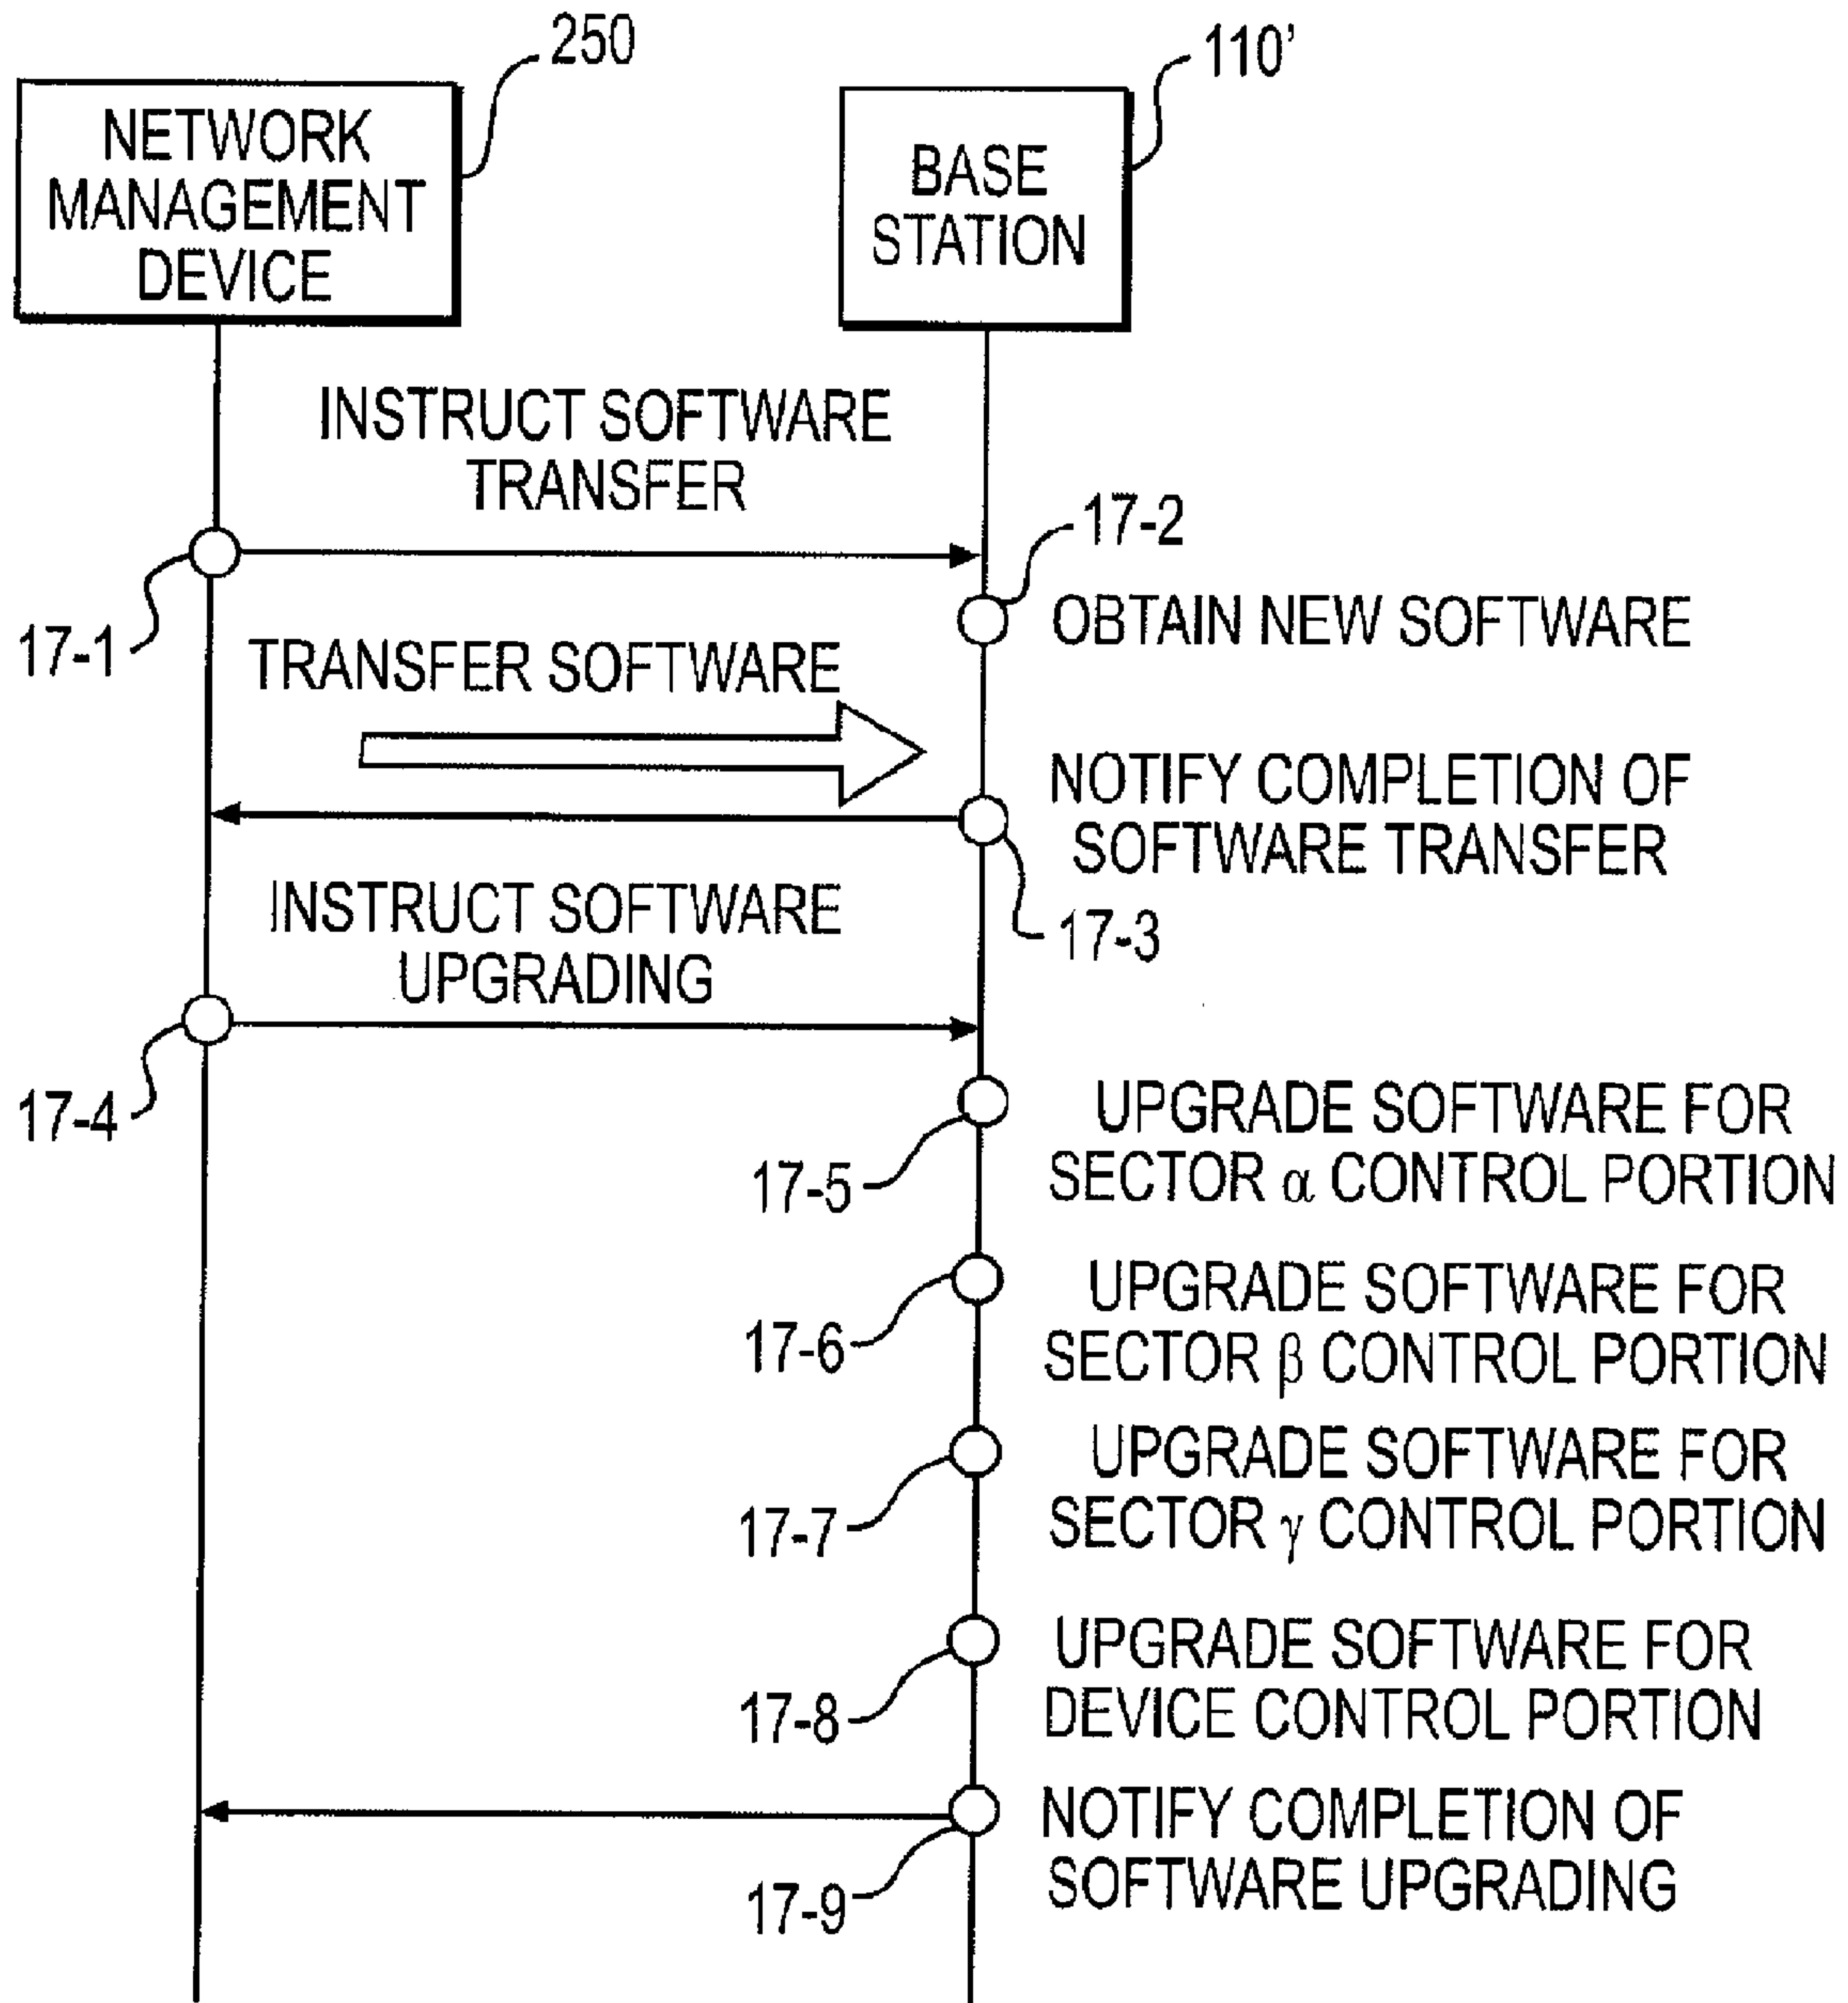 250
110'
NETWORK
MANAGEMENT
DEVICE
BASE
STATION
INSTRUCT SOFTWARE
TRANSFER
17-1
17-2
OBTAIN NEW SOFTWARE
TRANSFER SOFTWARE
NOTIFY COMPLETION OF
SOFTWARE TRANSFER
17-3
INSTRUCT SOFTWARE
UPGRADING
17-4
17-5
UPGRADE SOFTWARE FOR
SECTOR α CONTROL PORTION
17-6
UPGRADE SOFTWARE FOR
SECTOR β CONTROL PORTION
17-7
UPGRADE SOFTWARE FOR
SECTOR γ CONTROL PORTION
17-8
UPGRADE SOFTWARE FOR
DEVICE CONTROL PORTION
17-9
NOTIFY COMPLETION OF
SOFTWARE UPGRADING